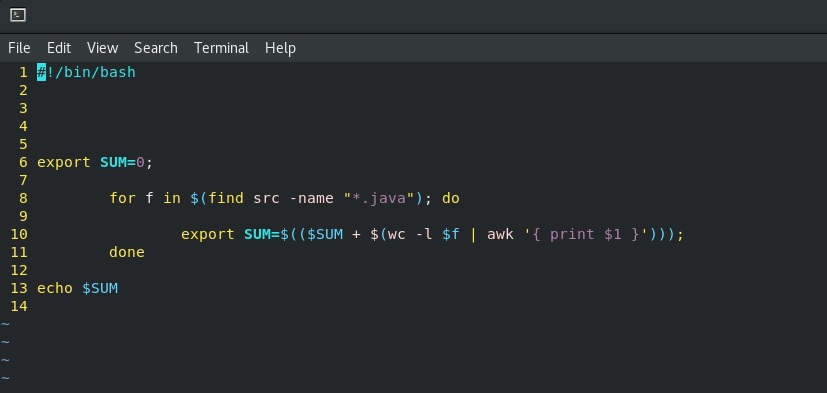 File Edit View Search Terminal Help
1 #!/bin/bash
2
3
4
5
6 export SUM=0;
7
8 for f in $(find src -name "*.java"); do
9
10 export SUM=$(($SUM + $(wc -l $f | awk '{ print $1 }')));
11 done
12
13 echo $SUM
14
~
~
~
~